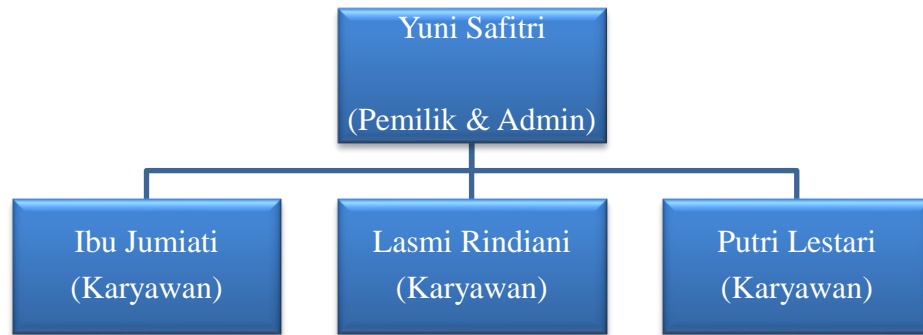 Yuni Safitri
(Pemilik & Admin)
Ibu Jumiati
(Karyawan)
Lasmi Rindiani
(Karyawan)
Putri Lestari
(Karyawan)